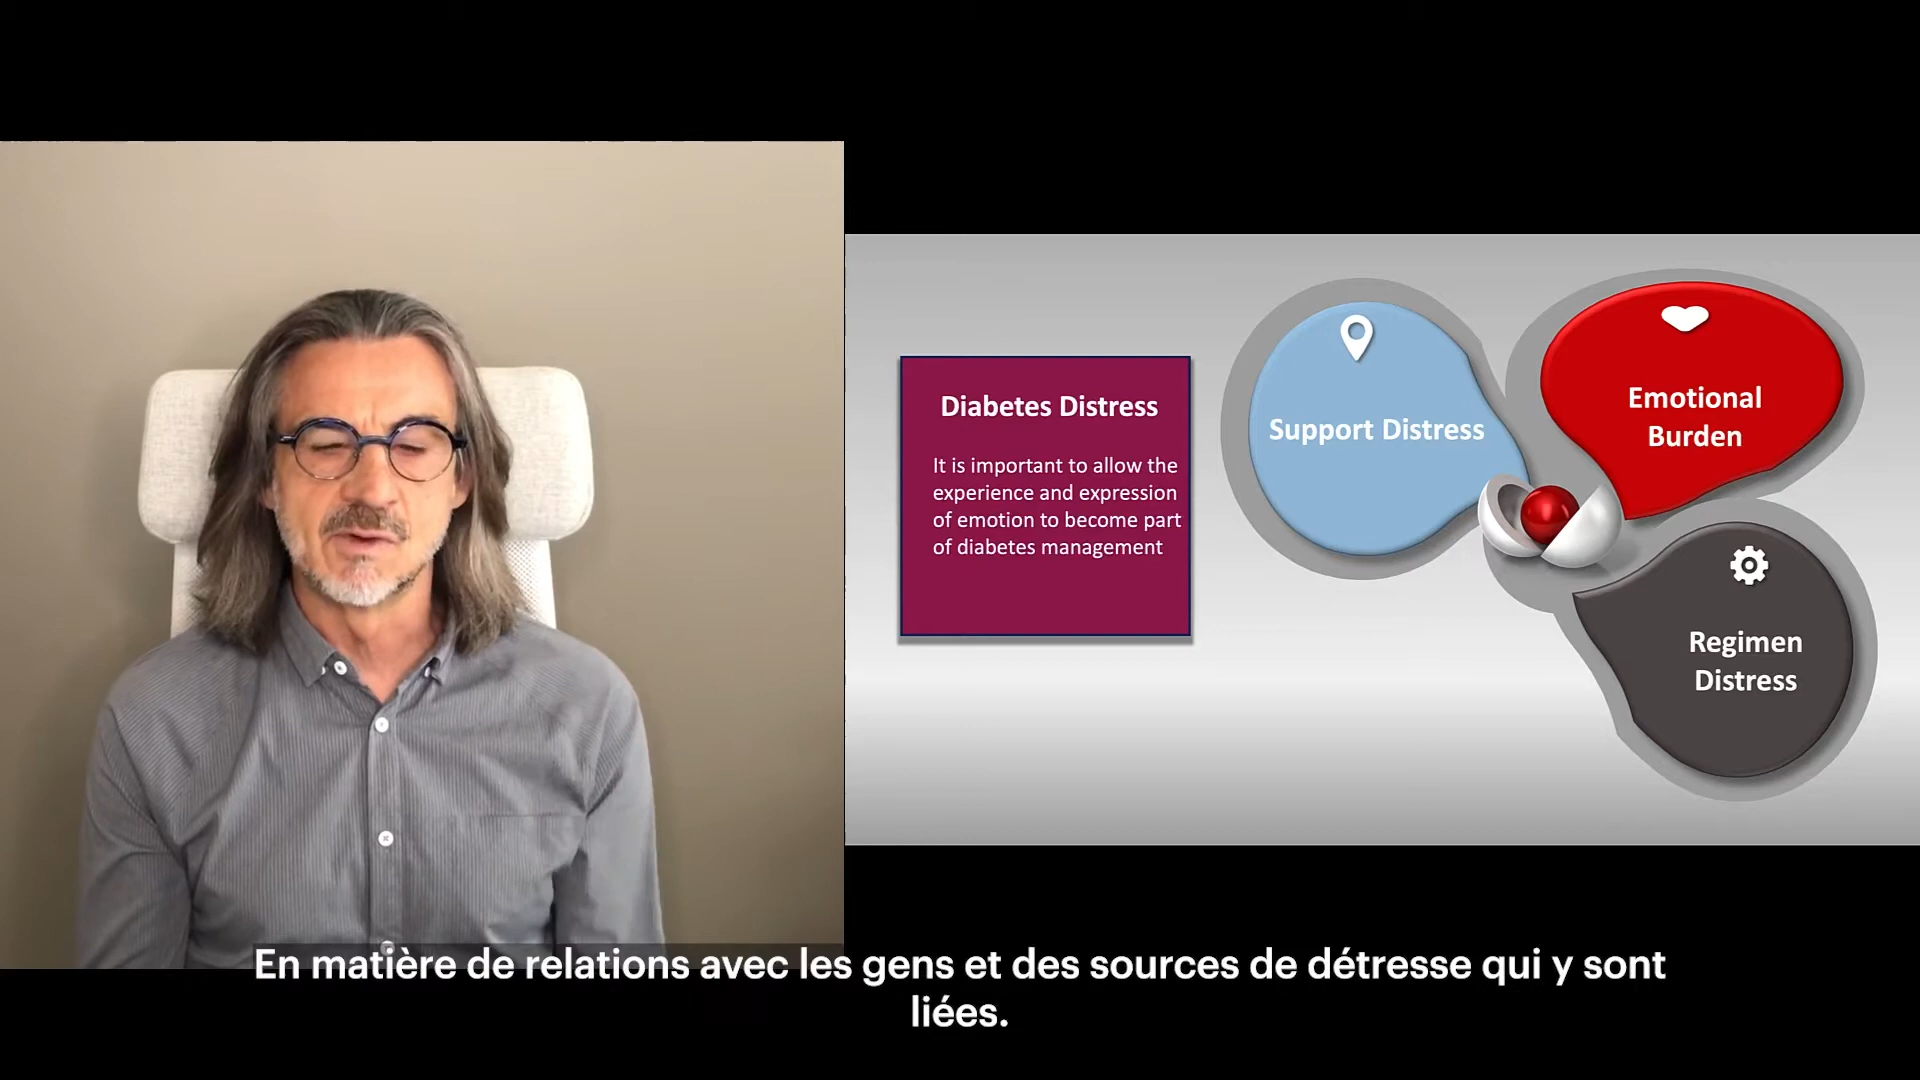 Diabetes Distress
It is important to allow the
experience and expression
of emotion to become part
of diabetes management
Support Distress
Emotional
Burden
Regimen
Distress
En matière de relations avec les gens et des sources de détresse qui y sont
liées.